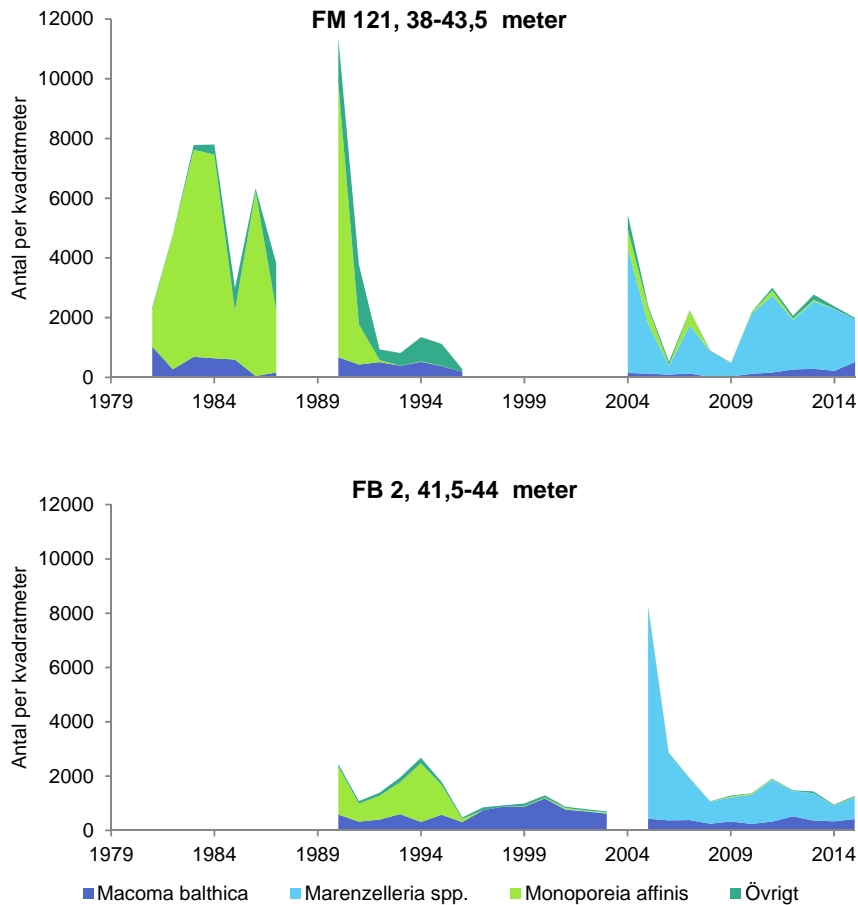 FM 121, 38-43,5 meter
Antal per kvadratmeter
12000
10000
8000
6000
4000
2000
0
1979 1984 1989 1994 1999 2004 2009 2014
FB 2, 41,5-44 meter
Antal per kvadratmeter
12000
10000
8000
6000
4000
2000
0
1979 1984 1989 1994 1999 2004 2009 2014
Macoma balthica Marenzelleria spp. Monoporeia affinis Övrigt